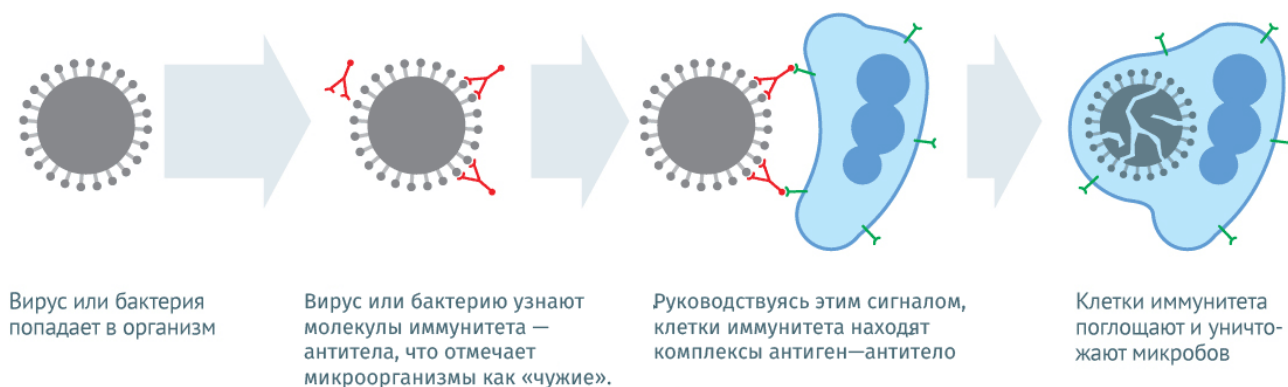 Вирус или бактерия
попадает в организм
Вирус или бактерию узнают
молекулы иммунитета —
антитела, что отмечает
микроорганизмы как «чужие».
Руководствуясь этим сигналом,
клетки иммунитета находят
комплексы антиген—антитело
Клетки иммунитета
поглощают и уничто-
жают микробов